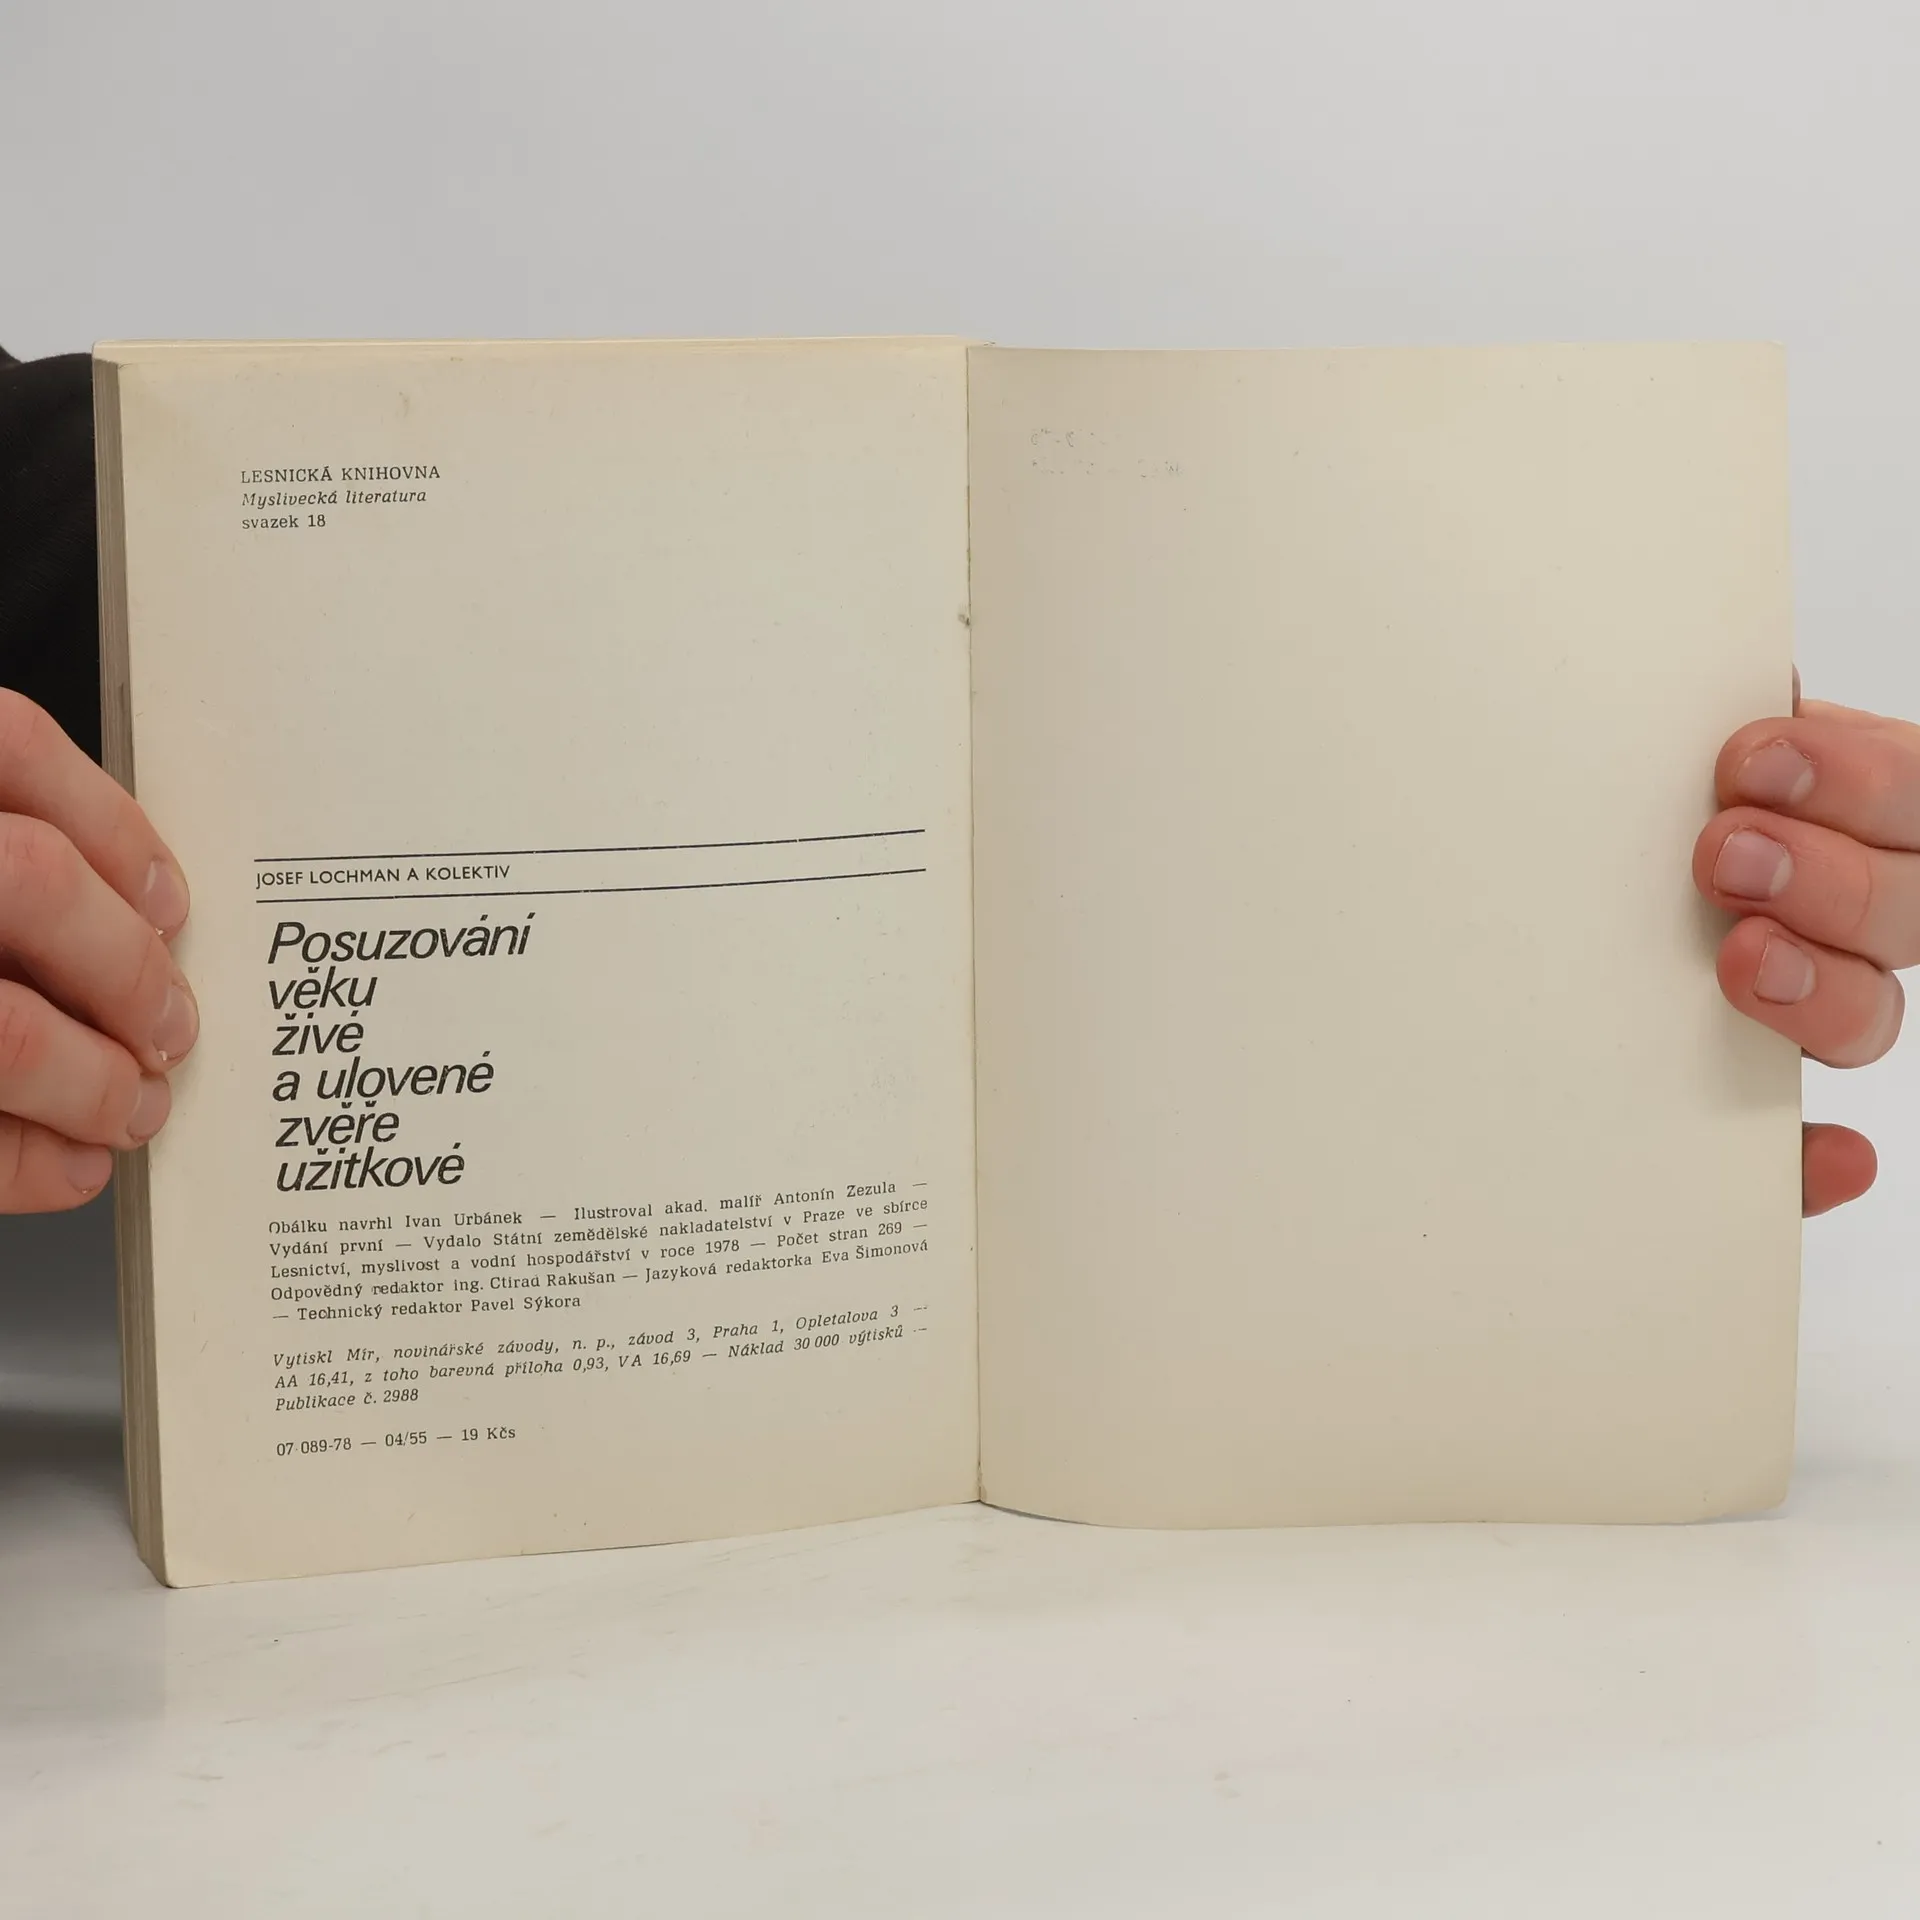 LESNICKÁ KNIHOVNA
Myslivecká literatura
svazek 18
JOSEF LOCHMAN A KOLEKTIV
Posuzování
věku
živé
a ulovené
zvěře
užitkové
Obálku navrhl Ivan Urbánek — Ilustroval akad. malíř Antonín Zezula —
Vydání první — Vydalo Státní zemědělské nakladatelství v Praze ve sbírce
Lesnictví, myslivost a vodní hospodářství v roce 1978 — Počet stran 269 —
Odpovědný redaktor ing. Ctirad Rakušan — Jazyková redaktorka Eva Šimonová
— Technický redaktor Pavel Sýkora
Vytiskl Mír, novinářské závody, n. p., závod 3, Praha 1, Opletalova 3 —
AA 16,41, z toho barevná příloha 0,93, VA 16,69 — Náklad 30 000 výtisků —
Publikace č. 2988
07-089-78 — 04/55 — 19 Kčs